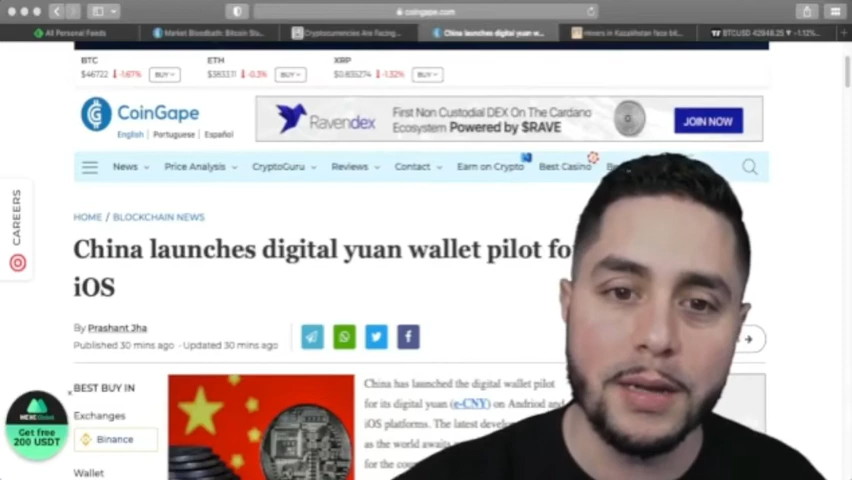 coingape.com
All Personal Feeds
Market Bloodbath: Bitcoin Slu...
Cryptocurrencies Are Facing...
China launches digital yuan w...
miners in Kazakhstan face b...
BTCUSD 42948.25 ▼ -1.12%...
BTC
$46722 -1.67% BUY
ETH
-0.3% BUY
XRP
-1.32% BUY
CoinGape
English Portuguese Español
Ravendex
First Non Custodial DEX On The Cardano
Ecosystem Powered by $RAVE
JOIN NOW
News Price Analysis CryptoGuru Reviews Contact Earn on Crypto Best Casino
CAREERS
HOME / BLOCKCHAIN NEWS
China launches digital yuan wallet pilot fo
iOS
By Prashant Jha
Published 30 mins ago - Updated 30 mins ago
BEST BUY IN
Exchanges
Binance
Wallet
MEXC Global
Get free
200 USDT
China has launched the digital wallet pilot
for its digital yuan (e-CNY) on Andriod and
iOS platforms. The latest develo
as the world awaits
for the cou